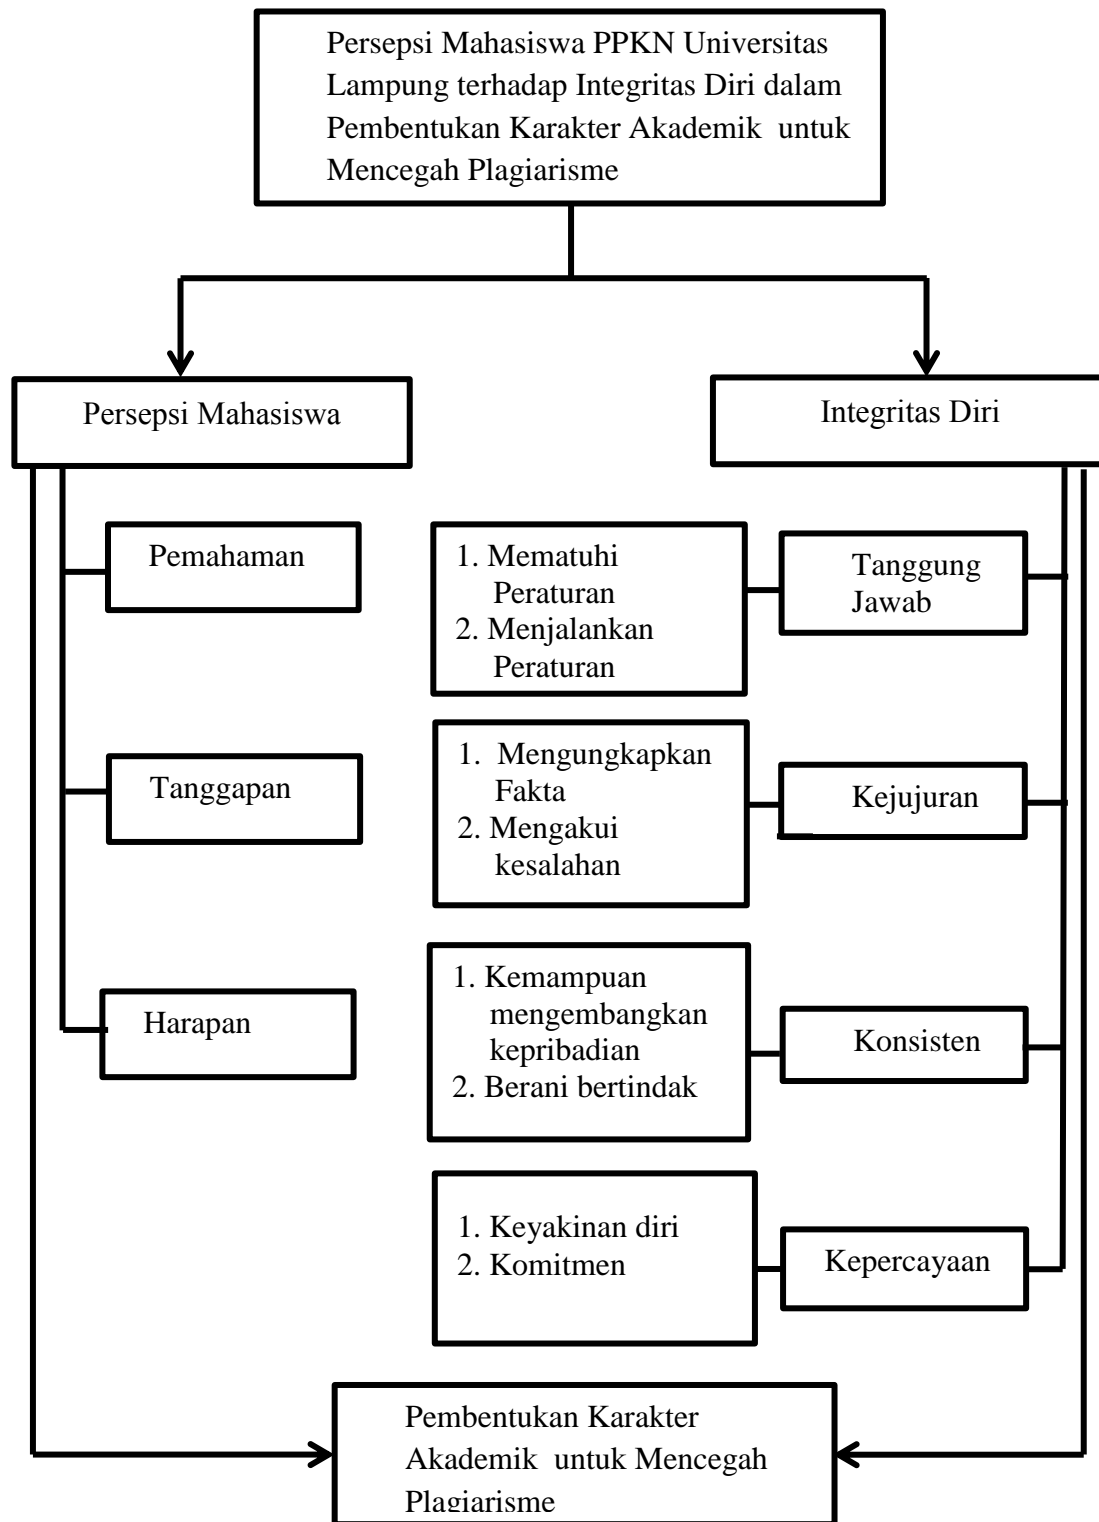 Persepsi Mahasiswa PPKN Universitas
Lampung terhadap Integritas Diri dalam
Pembentukan Karakter Akademik  untuk
Mencegah Plagiarisme
Persepsi Mahasiswa
Integritas Diri
Pemahaman
Tanggapan
Harapan
1. Mematuhi
Peraturan
2. Menjalankan
Peraturan
Tanggung
Jawab
1.  Mengungkapkan
Fakta
2. Mengakui
kesalahan
Kejujuran
1. Kemampuan
mengembangkan
kepribadian
2. Berani bertindak
Konsisten
1. Keyakinan diri
2. Komitmen
Kepercayaan
Pembentukan Karakter
Akademik  untuk Mencegah
Plagiarisme